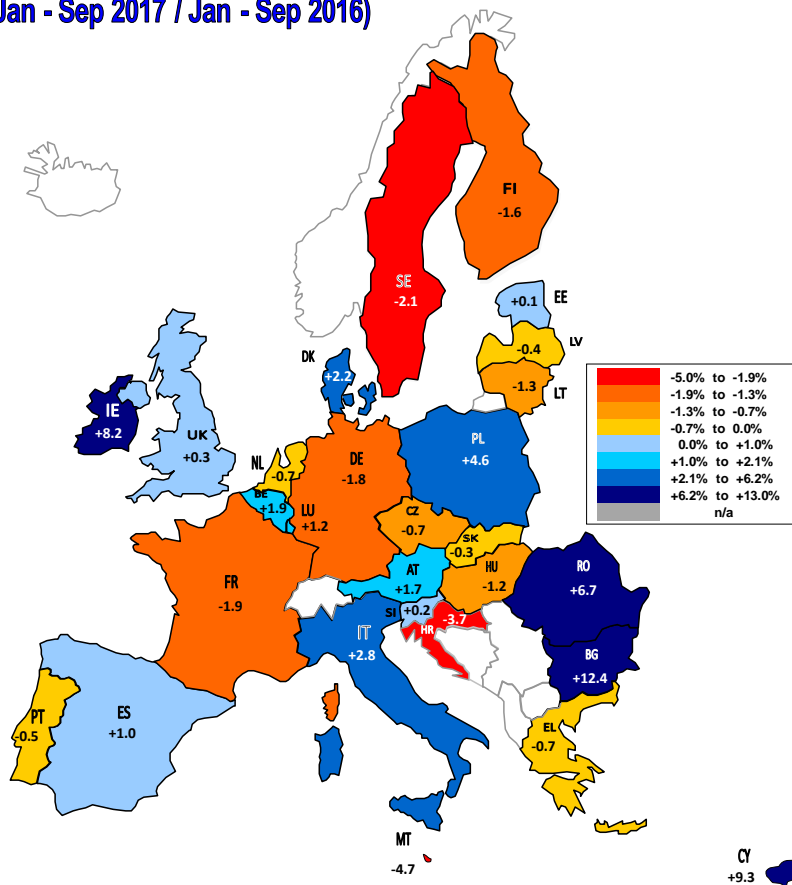 Jan - Sep 2017 / Jan - Sep 2016)
FI
-1.6
SE
-2.1
+0.1 EE
LV
-0.4
DK
+2.2
-1.3 LT
-5.0% to -1.9%
-1.9% to -1.3%
-1.3% to -0.7%
-0.7% to 0.0%
0.0% to +1.0%
+1.0% to +2.1%
+2.1% to +6.2%
+6.2% to +13.0%
n/a
IE
+8.2
UK
+0.3
NL
-0.7
DE
-1.8
PL
+4.6
BE
+1.9
LU
+1.2
CZ
-0.7
SK
-0.3
FR
-1.9
AT
+1.7
HU
-1.2
RO
+6.7
SI +0.2
HR -3.7
IT
+2.8
BG
+12.4
PT
-0.5
ES
+1.0
EL
-0.7
MT
-4.7
CY
+9.3